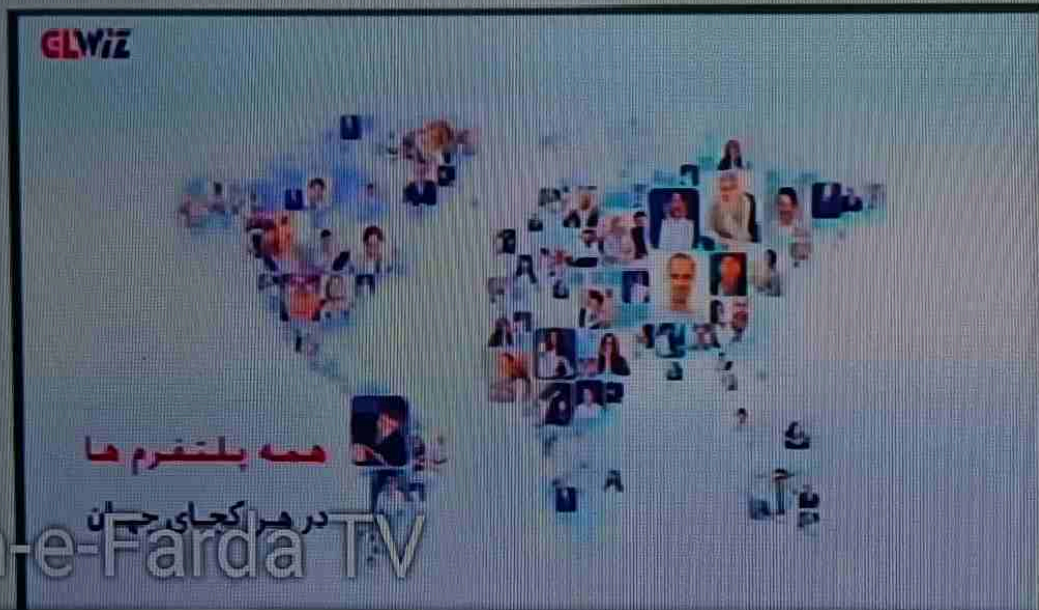 GLWiZ
همه پلتفرم ها
در هر کجای جهان
-e-Farda TV